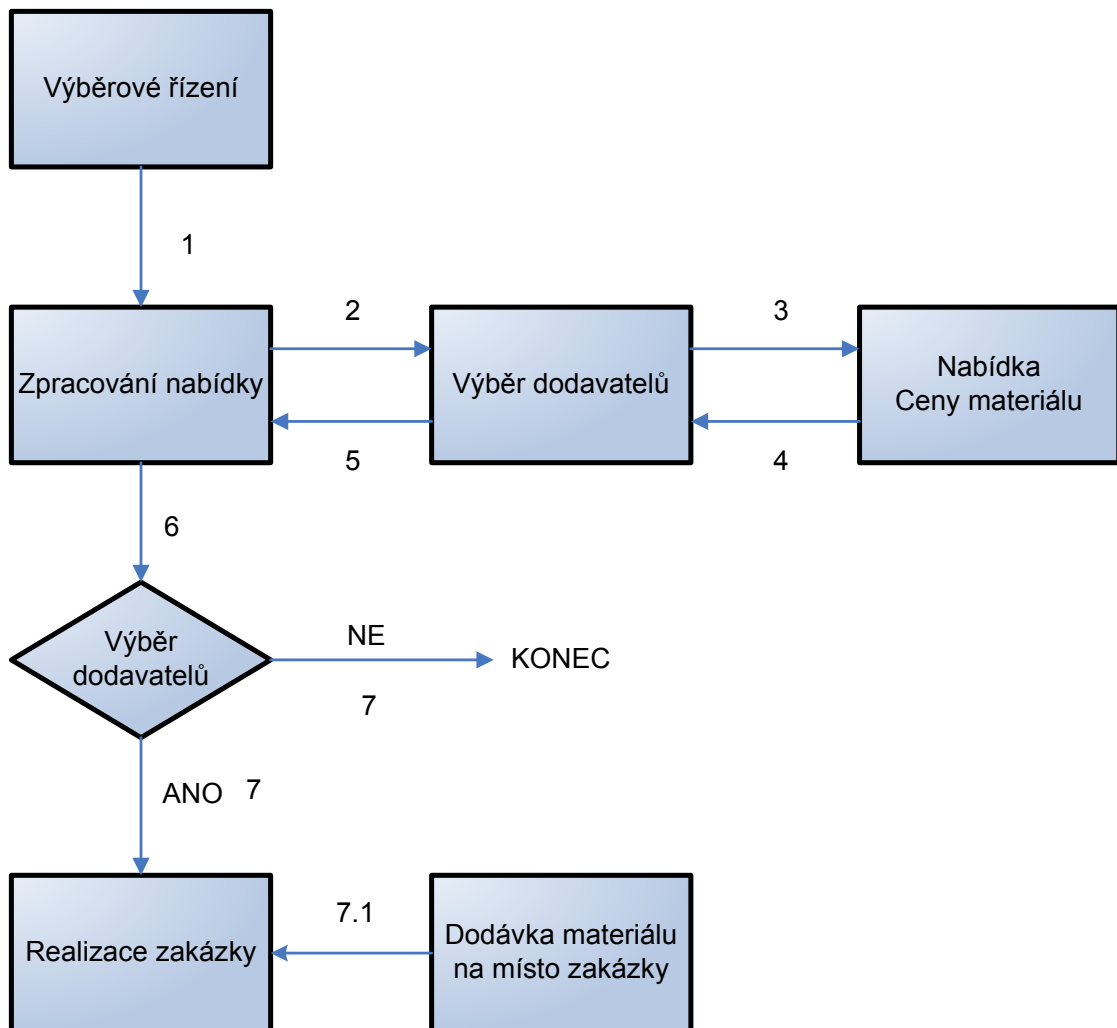 Výběrové řízení
1
2
3
Zpracování nabídky
Výběr dodavatelů
Nabídka
Ceny materiálu
5
4
6
Výběr
dodavatelů
NE
KONEC
7
ANO
7
Realizace zakázky
7.1
Dodávka materiálu
na místo zakázky